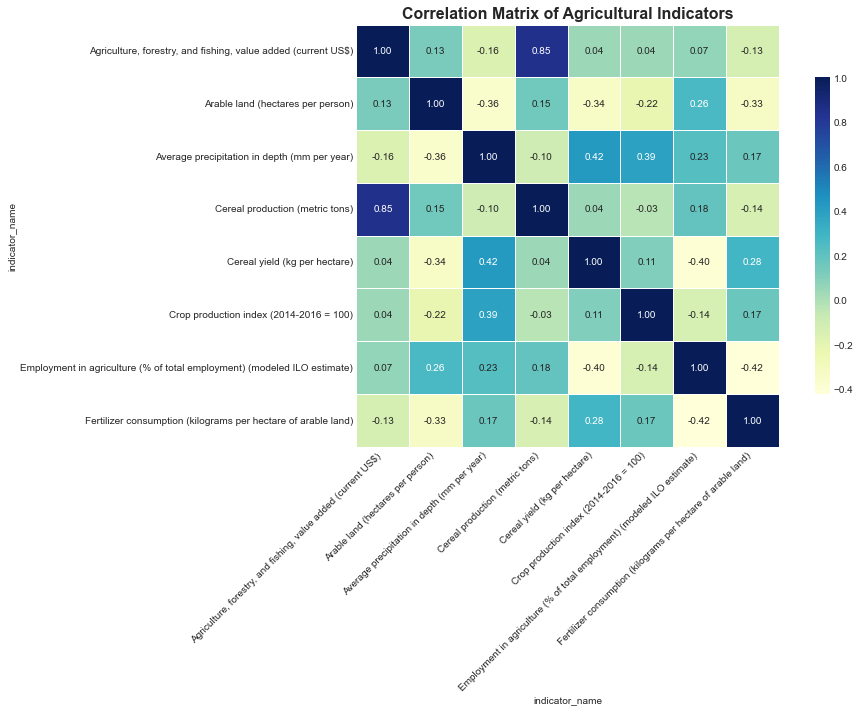 Correlation Matrix of Agricultural Indicators
Agriculture, forestry, and fishing, value added (current US$) 1.00 0.13 -0.16 0.85 0.04 0.04 0.07 -0.13
Arable land (hectares per person) 0.13 1.00 -0.36 0.15 -0.34 -0.22 0.26 -0.33
Average precipitation in depth (mm per year) -0.16 -0.36 1.00 -0.10 0.42 0.39 0.23 0.17
Cereal production (metric tons) 0.85 0.15 -0.10 1.00 0.04 -0.03 0.18 -0.14
Cereal yield (kg per hectare) 0.04 -0.34 0.42 0.04 1.00 0.11 -0.40 0.28
Crop production index (2014-2016 = 100) 0.04 -0.22 0.39 -0.03 0.11 1.00 -0.14 0.17
Employment in agriculture (% of total employment) (modeled ILO estimate) 0.07 0.26 0.23 0.18 -0.40 -0.14 1.00 -0.42
Fertilizer consumption (kilograms per hectare of arable land) -0.13 -0.33 0.17 -0.14 0.28 0.17 -0.42 1.00
indicator_name
Agriculture, forestry, and fishing, value added (current US$)
Arable land (hectares per person)
Average precipitation in depth (mm per year)
Cereal production (metric tons)
Cereal yield (kg per hectare)
Crop production index (2014-2016 = 100)
Employment in agriculture (% of total employment) (modeled ILO estimate)
Fertilizer consumption (kilograms per hectare of arable land)
indicator_name
1.0
0.8
0.6
0.4
0.2
0.0
−0.2
−0.4